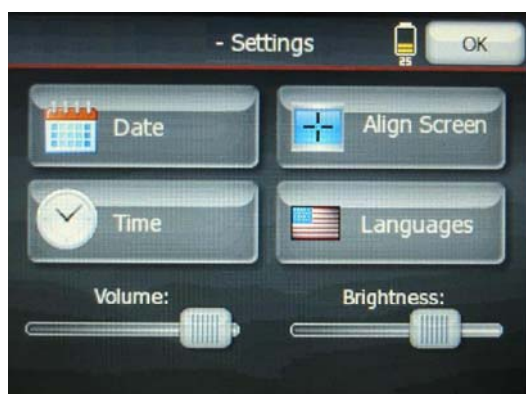 - Settings
25
OK
Date
Align Screen
Time
Languages
Volume:
Brightness: